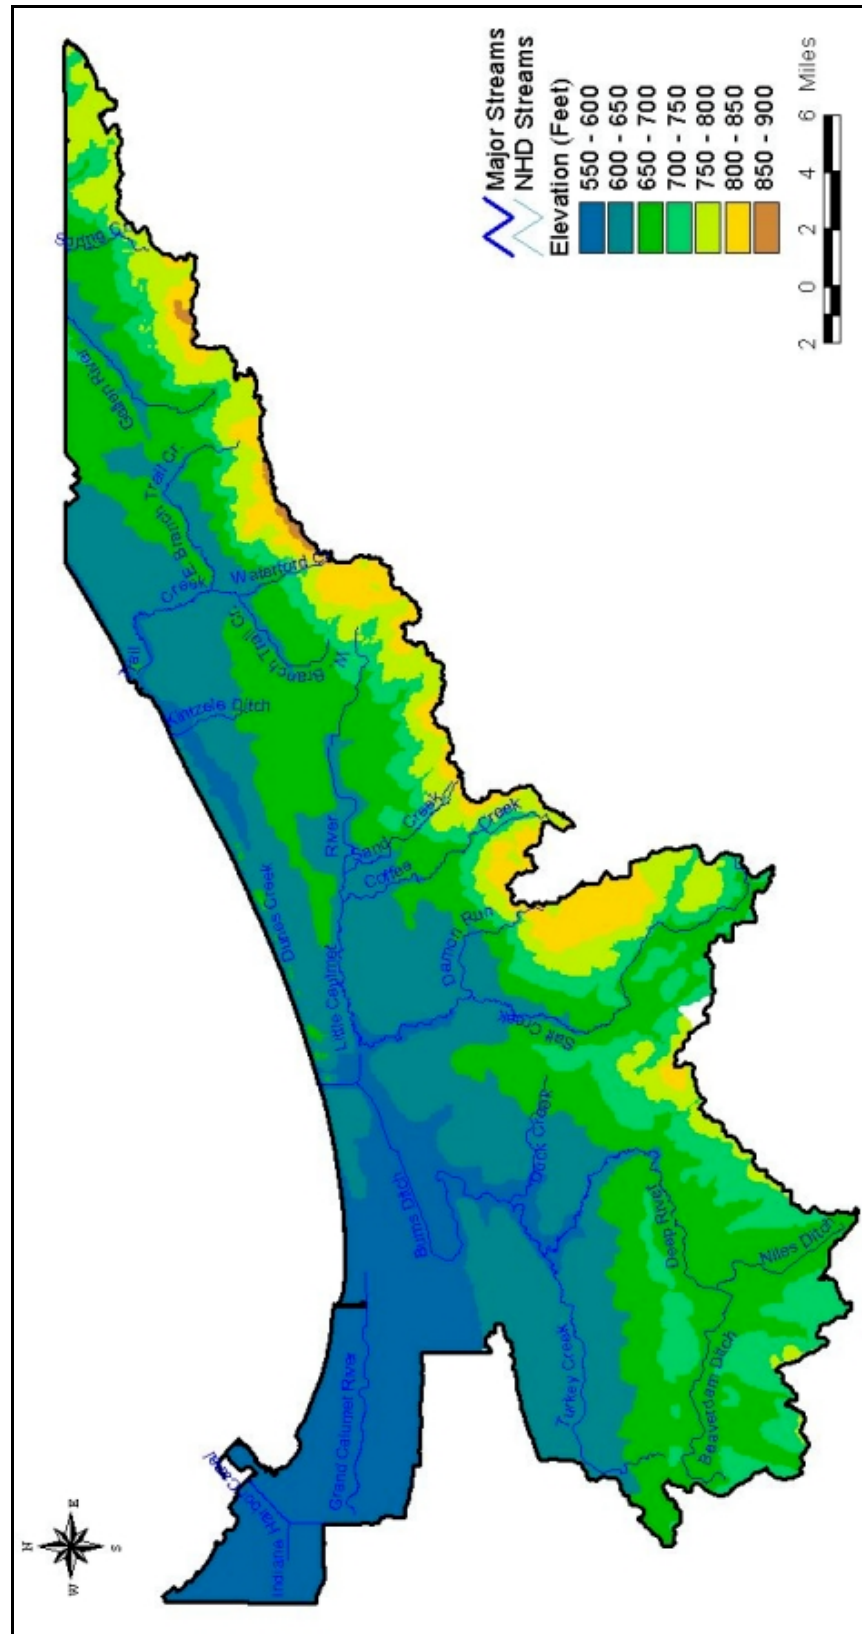 Major Streams
NHD Streams
Elevation (Feet)
550 - 600
600 - 650
650 - 700
700 - 750
750 - 800
800 - 850
850 - 900
2 0 2 4 6 Miles
Spring Cr.
Galien River
E. Branch Trail Cr.
Trail Creek
Waterford Cr.
W. Branch Trail Cr.
Kintzele Ditch
Dunes Creek
Little Calumet River
Sand Creek
Coffee Creek
Damon Run
Salt Creek
Burns Ditch
Duck Creek
Deep River
Niles Ditch
Turkey Creek
Beaverdam Ditch
Grand Calumet River
Indiana Harbor Canal
N
E
S
W